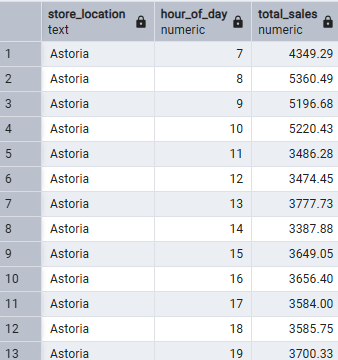 store_location hour_of_day total_sales
text numeric numeric
1 Astoria 7 4349.29
2 Astoria 8 5360.49
3 Astoria 9 5196.68
4 Astoria 10 5220.43
5 Astoria 11 3486.28
6 Astoria 12 3474.45
7 Astoria 13 3777.73
8 Astoria 14 3387.88
9 Astoria 15 3649.05
10 Astoria 16 3656.40
11 Astoria 17 3584.00
12 Astoria 18 3585.75
13 Astoria 19 3700.33